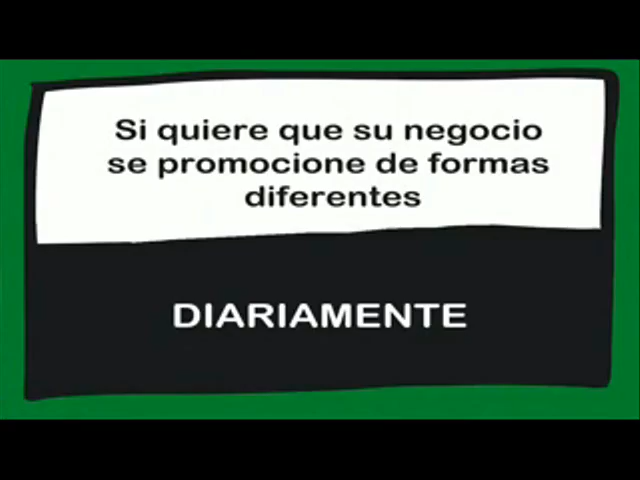 Si quiere que su negocio
se promocione de formas
diferentes
DIARIAMENTE